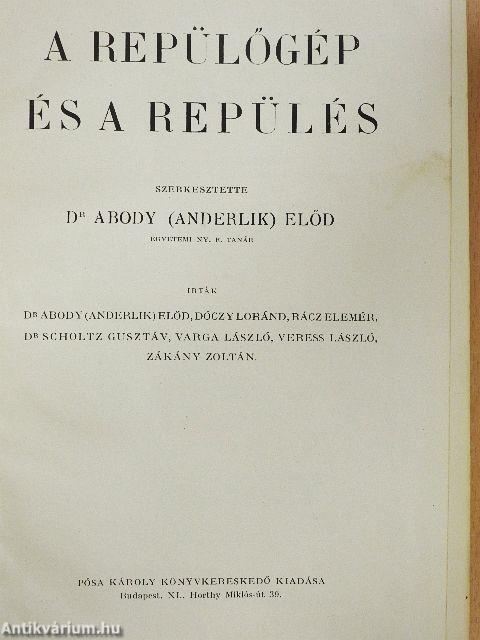 A REPÜLŐGÉP
ÉS A REPÜLÉS
SZERKESZTETTE
DR ABODY (ANDERLIK) ELŐD
EGYETEMI NY. R. TANÁR
IRTÁK
DR ABODY (ANDERLIK) ELŐD, DÓCZY LORÁND, RÁCZ ELEMÉR,
DR SCHOLTZ GUSZTÁV, VARGA LÁSZLÓ, VERESS LÁSZLÓ,
ZÁKÁNY ZOLTÁN.
PÓSA KÁROLY KÖNYVKERESKEDŐ KIADÁSA
Budapest, XI., Horthy Miklós-út 39.
Antikvárium.hu